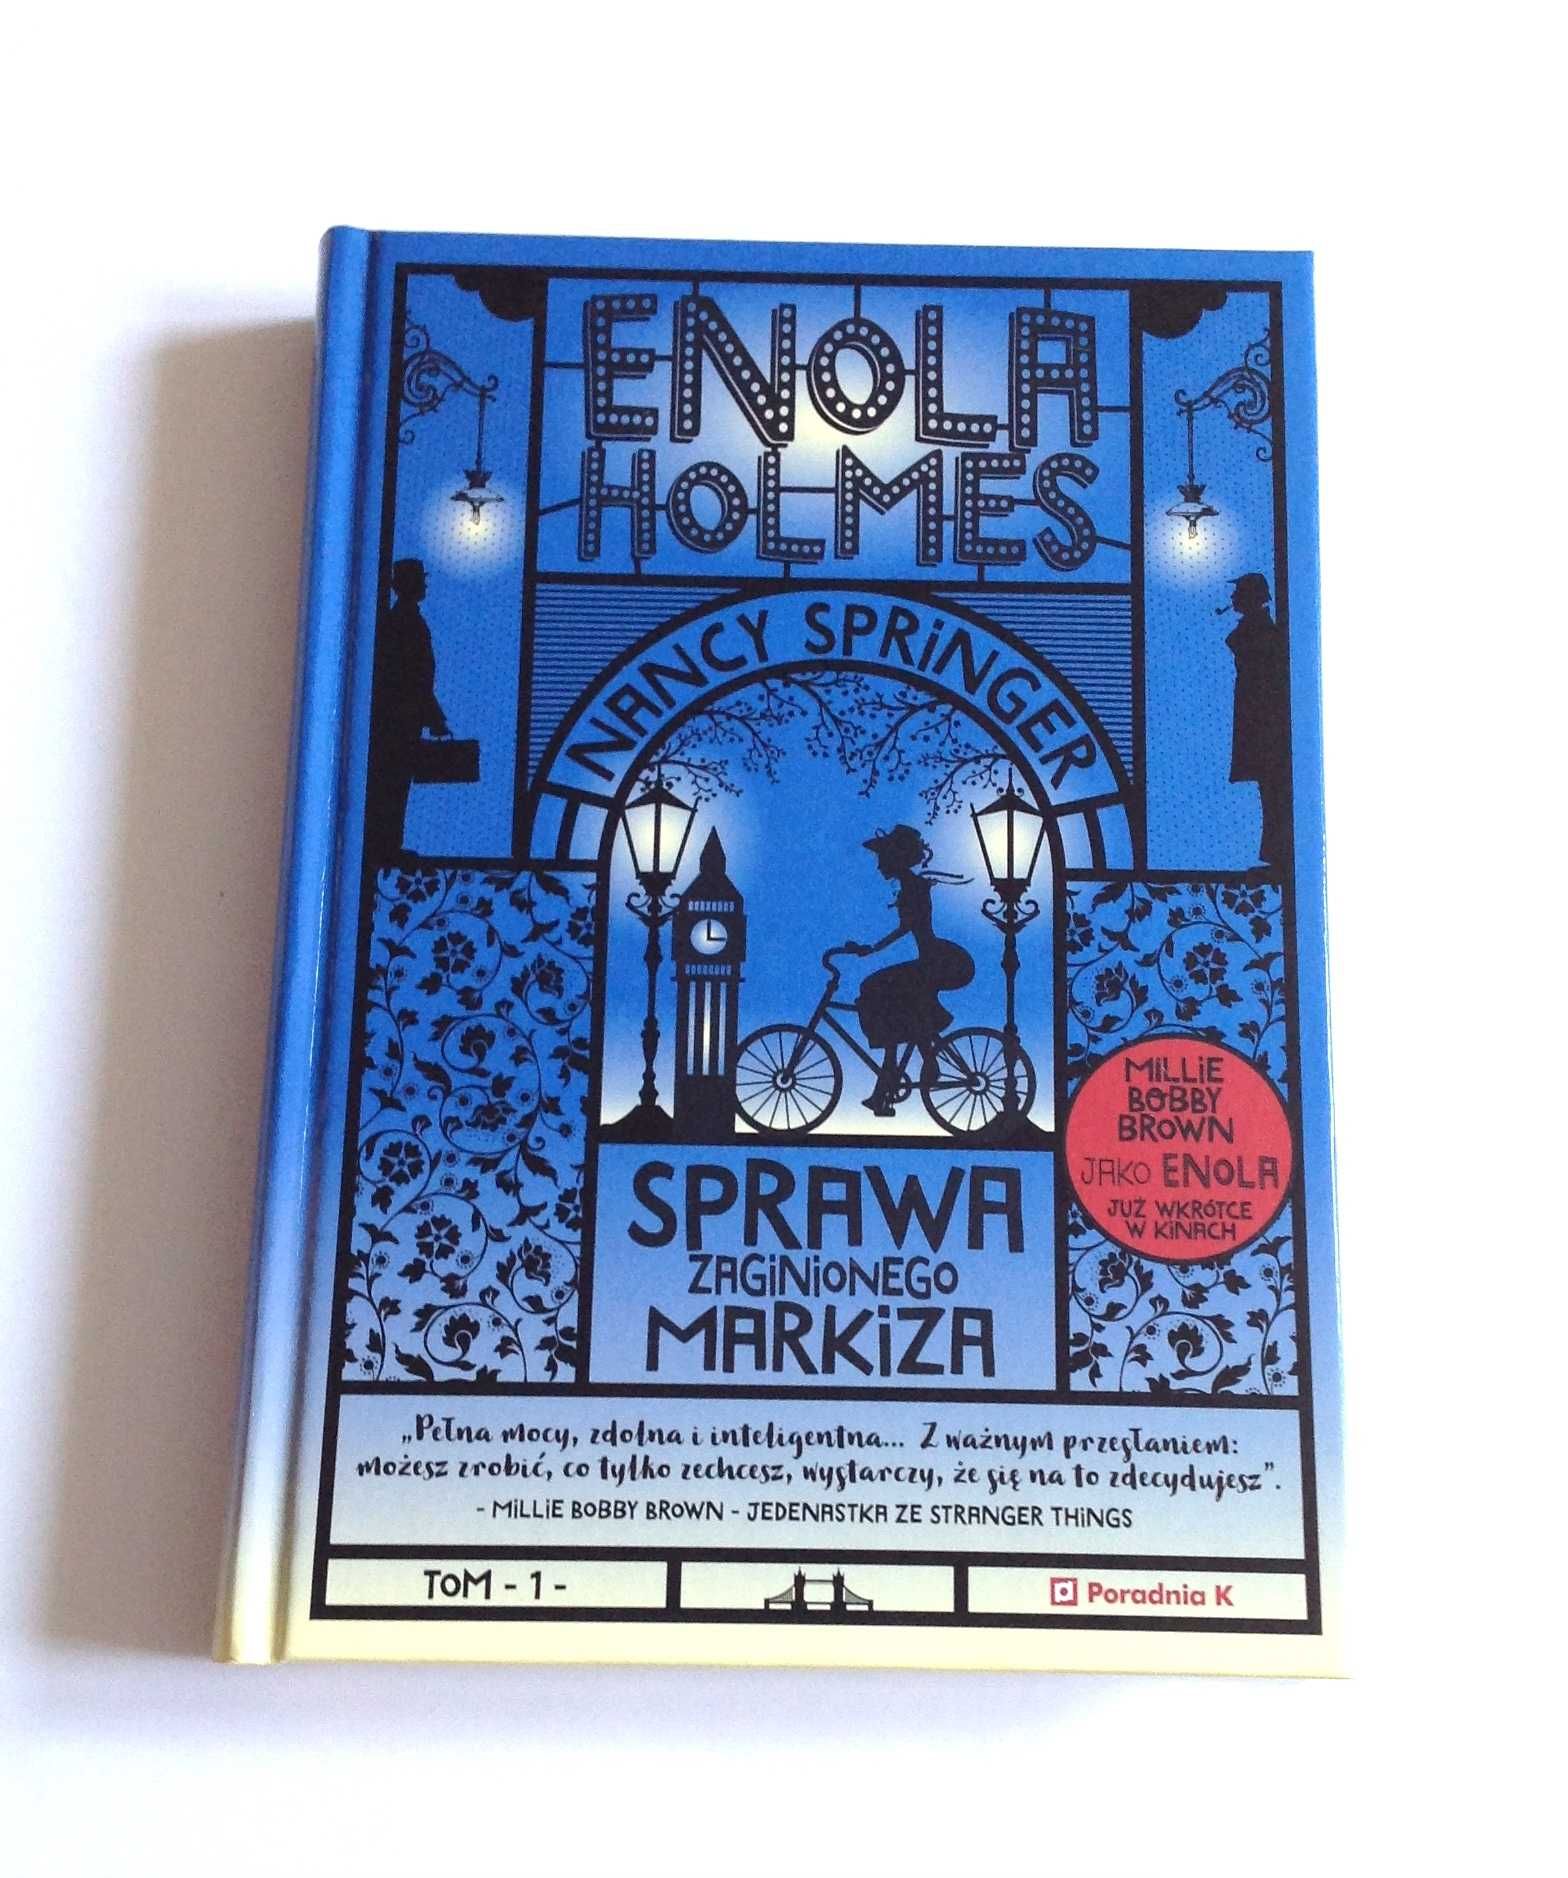 ENOLA
HOLMES
NANCY SPRiNGER
MiLLiE
BOBBY
BROWN
JAKO ENOLA
JUŻ WKRÓTCE
W KiNACH
SPRAWA
ZAGiNiONEGO
MARKiZA
„Pełna mocy, zdolna i inteligentna... Z ważnym przesłaniem:
możesz zrobić, co tylko zechcesz, wystarczy, że się na to zdecydujesz”.
- MiLLiE BOBBY BROWN - JEDENASTKA ZE STRANGER THiNGS
ToM - 1 -
Poradnia K